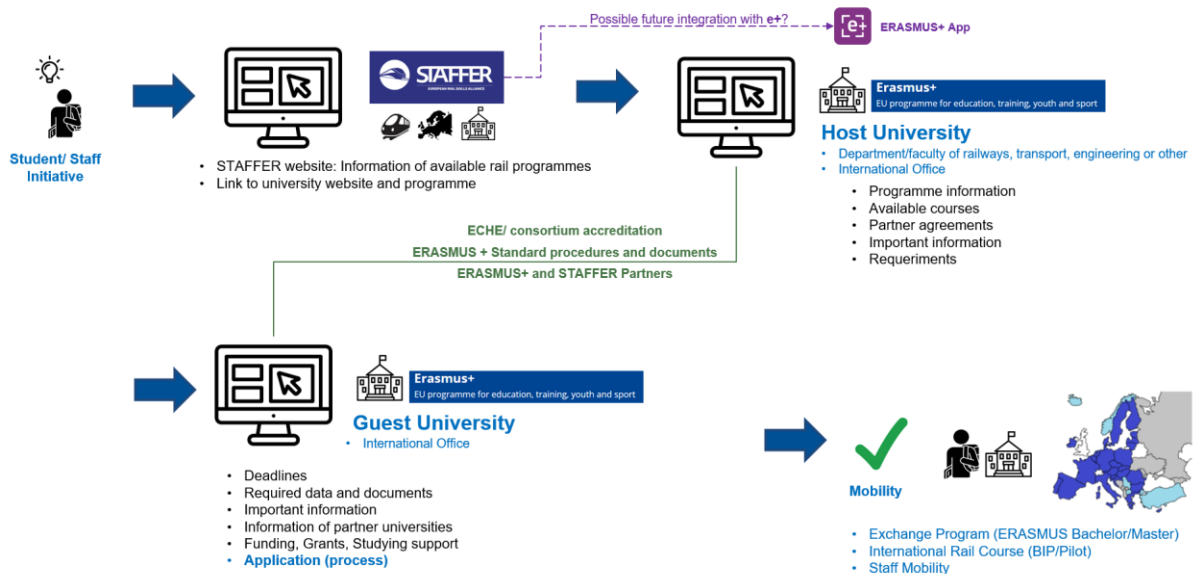 Possible future integration with e+?
e+
ERASMUS+ App
STAFFER
EUROPEAN RAIL SKILLS ALLIANCE
Erasmus+
EU programme for education, training, youth and sport
Student/ Staff
Initiative
• STAFFER website: Information of available rail programmes
• Link to university website and programme
Host University
• Department/faculty of railways, transport, engineering or other
• International Office
• Programme information
• Available courses
• Partner agreements
• Important information
• Requeriments
ECHE/ consortium accreditation
ERASMUS + Standard procedures and documents
ERASMUS+ and STAFFER Partners
Erasmus+
EU programme for education, training, youth and sport
Guest University
• International Office
• Deadlines
• Required data and documents
• Important information
• Information of partner universities
• Funding, Grants, Studying support
• Application (process)
Mobility
• Exchange Program (ERASMUS Bachelor/Master)
• International Rail Course (BIP/Pilot)
• Staff Mobility